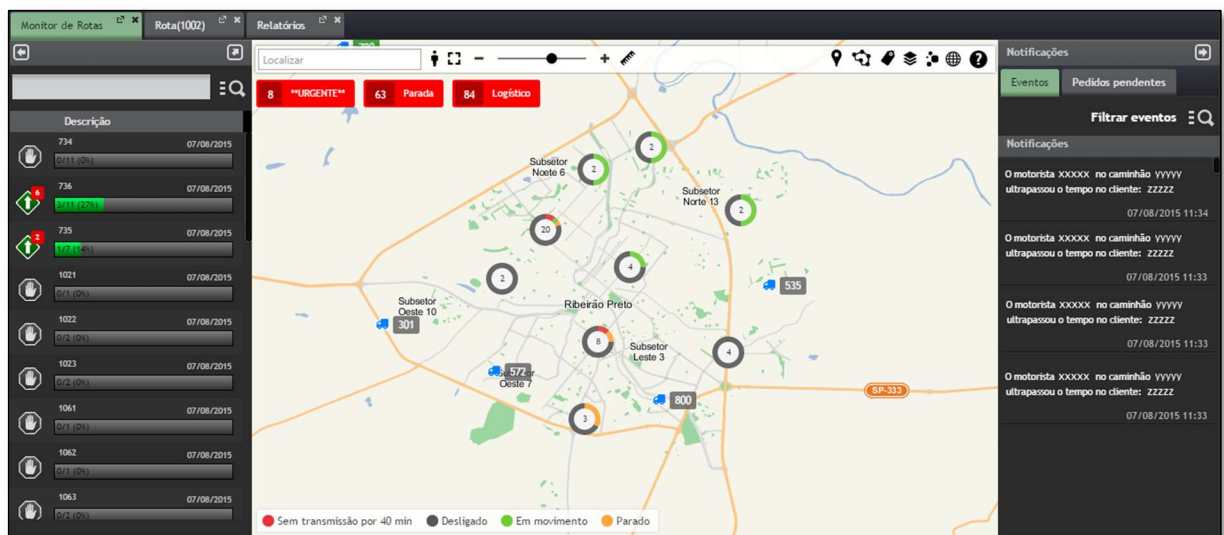 Monitor de Rotas
Rota(1002)
Relatórios
Descrição
734
07/08/2015
0/11 (0%)
6
736
07/08/2015
3/11 (27%)
2
735
07/08/2015
1/7 (14%)
1021
07/08/2015
0/1 (0%)
1022
07/08/2015
0/2 (0%)
1023
07/08/2015
0/2 (0%)
1061
07/08/2015
0/1 (0%)
1062
07/08/2015
0/1 (0%)
1063
07/08/2015
0/2 (0%)
Localizar
8 **URGENTE**
63 Parada
84 Logístico
2
Subsetor
Noete 6
2
Subsetor
Norte 13
2
20
4
2
535
Ribeirão Preto
Subsetor
Oeste 10
301
8
Subsetor
Leste 3
4
572
Oeste 7
800
SP-333
3
Sem transmissão por 40 min
Desligado
Em movimento
Parado
Notificações
Eventos
Pedidos pendentes
Filtrar eventos
Notificações
O motorista XXXXX no caminhão YYYYY
ultrapassou o tempo no cliente: ZZZZZ
07/08/2015 11:34
O motorista XXXXX no caminhão YYYYY
ultrapassou o tempo no cliente: ZZZZZ
07/08/2015 11:33
O motorista XXXXX no caminhão YYYYY
ultrapassou o tempo no cliente: ZZZZZ
07/08/2015 11:33
O motorista XXXXX no caminhão YYYYY
ultrapassou o tempo no cliente: ZZZZZ
07/08/2015 11:33